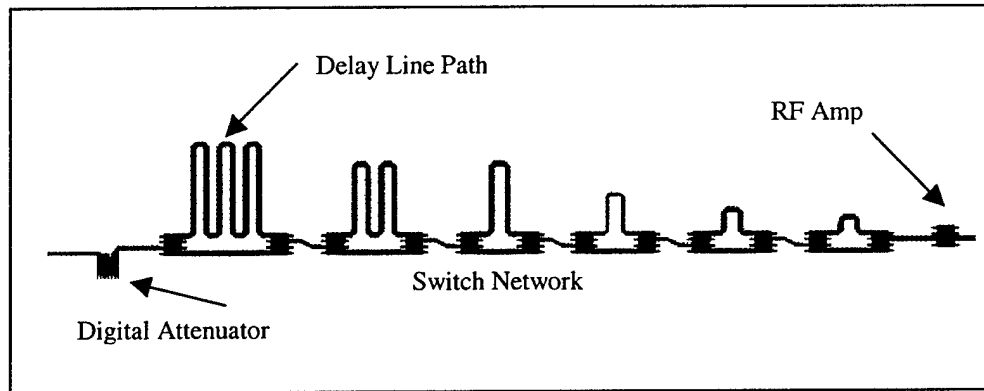 Delay Line Path
RF Amp
Switch Network
Digital Attenuator